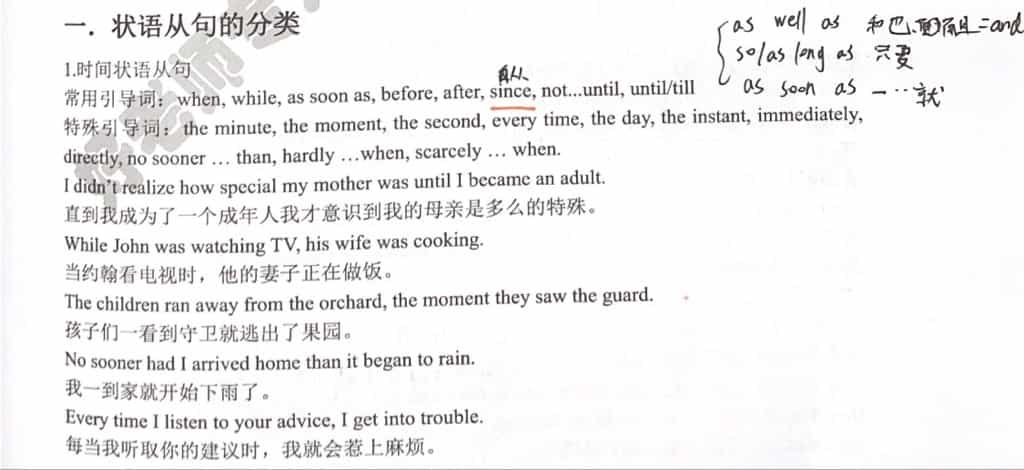 一．状语从句的分类
as well as 和 = and
so/as long as 只要
as soon as 一…就
1.时间状语从句
自从
常用引导词：when, while, as soon as, before, after, since, not...until, until/till
特殊引导词：the minute, the moment, the second, every time, the day, the instant, immediately,
directly, no sooner … than, hardly …when, scarcely … when.
I didn't realize how special my mother was until I became an adult.
直到我成为了一个成年人我才意识到我的母亲是多么的特殊。
While John was watching TV, his wife was cooking.
当约翰看电视时，他的妻子正在做饭。
The children ran away from the orchard, the moment they saw the guard.
孩子们一看到守卫就逃出了果园。
No sooner had I arrived home than it began to rain.
我一到家就开始下雨了。
Every time I listen to your advice, I get into trouble.
每当我听取你的建议时，我就会惹上麻烦。